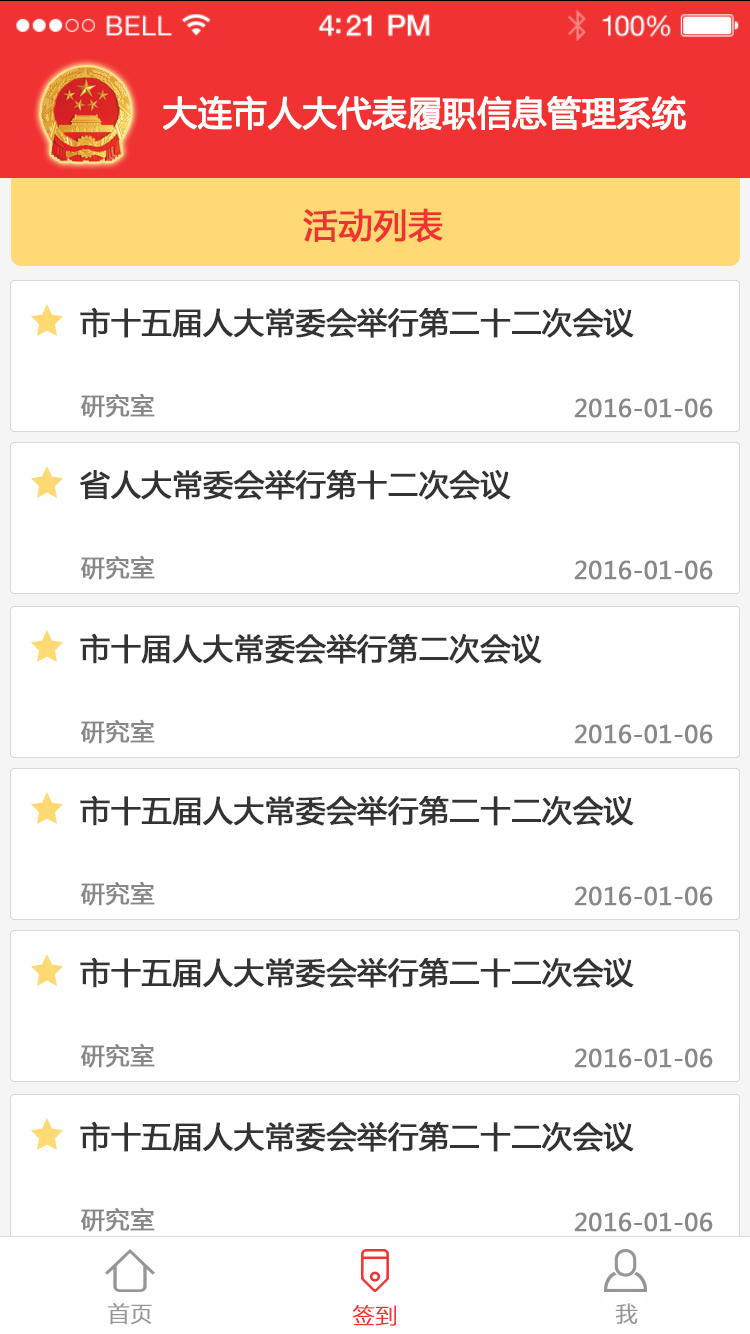 BELL 4:21 PM 100%
大连市人大代表履职信息管理系统
活动列表
市十五届人大常委会举行第二十二次会议
研究室 2016-01-06
省人大常委会举行第十二次会议
研究室 2016-01-06
市十届人大常委会举行第二次会议
研究室 2016-01-06
市十五届人大常委会举行第二十二次会议
研究室 2016-01-06
市十五届人大常委会举行第二十二次会议
研究室 2016-01-06
市十五届人大常委会举行第二十二次会议
研究室 2016-01-06
首页 签到 我